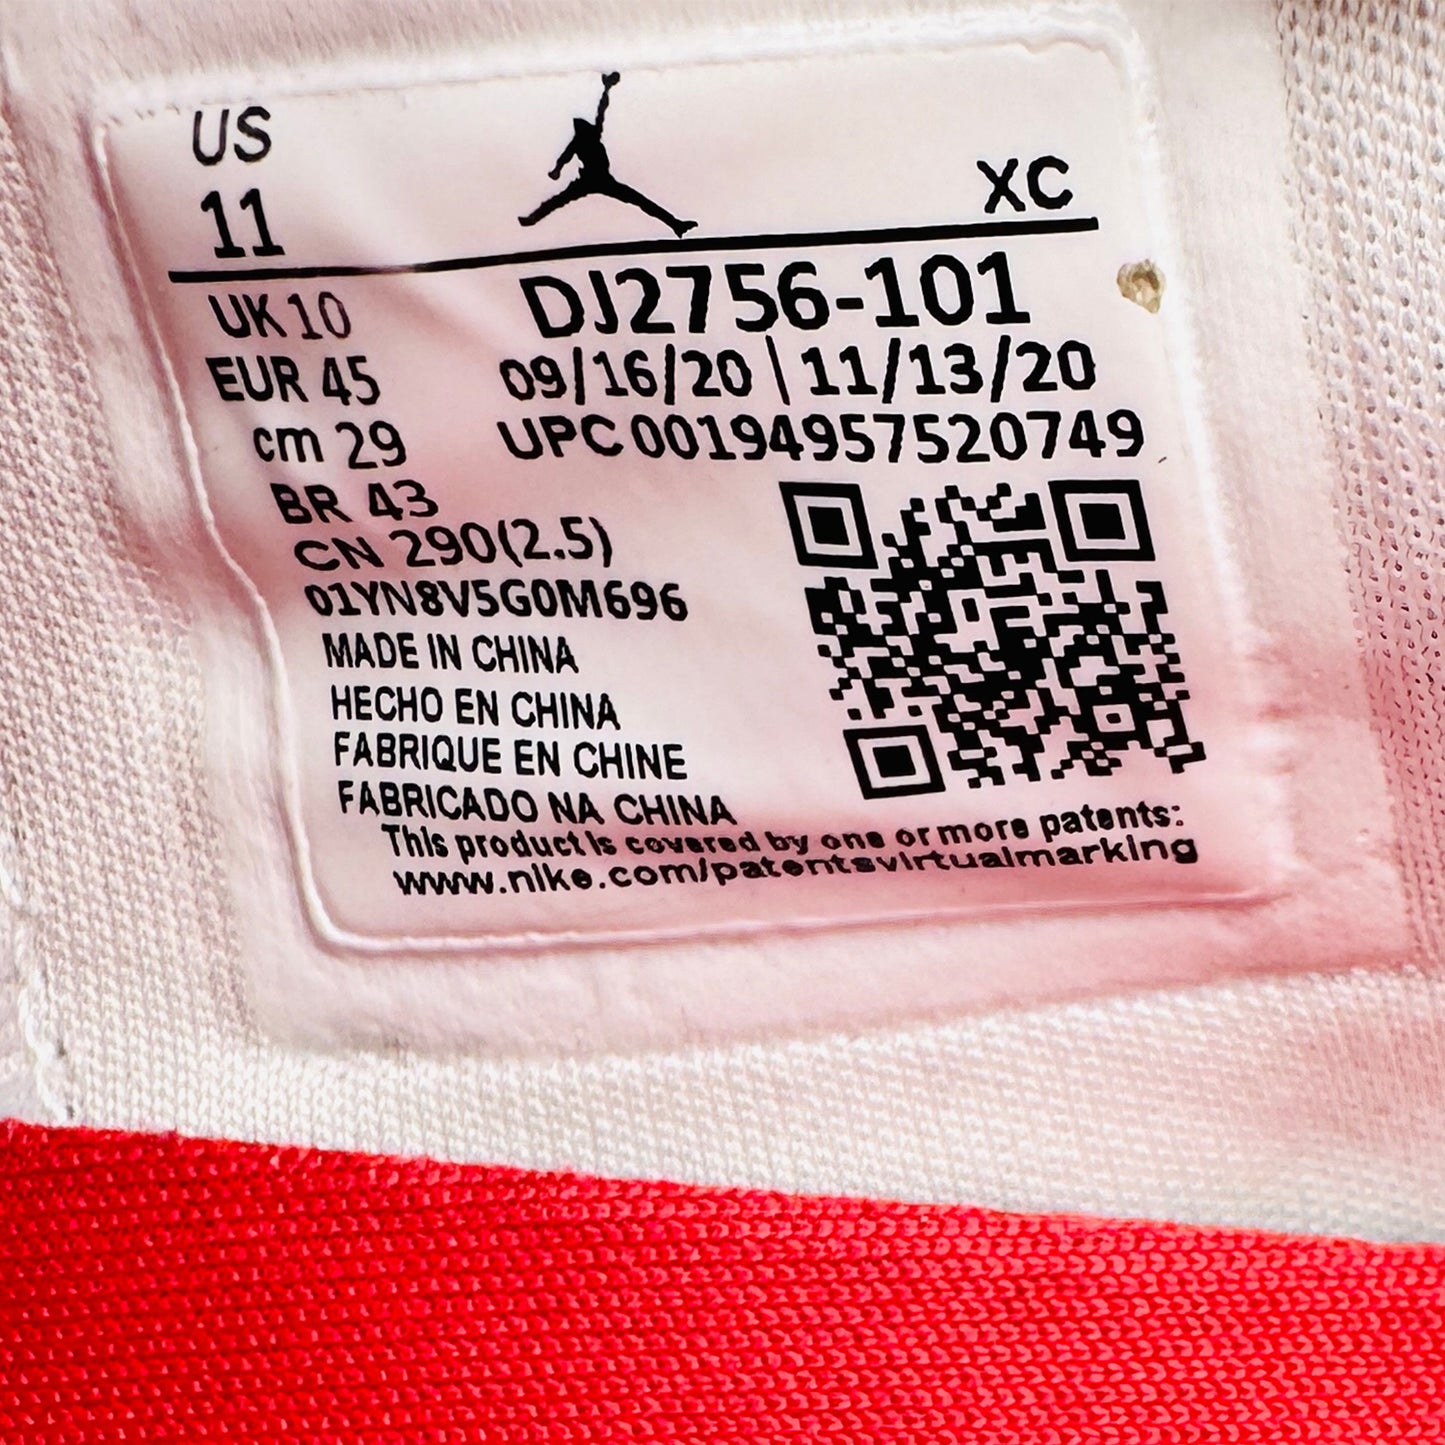 US
11
XC
UK 10
EUR 45
cm 29
BR 43
CN 290(2.5)
DJ2756-101
09/16/20 | 11/13/20
UPC 00194957520749
01YN8V5G0M696
MADE IN CHINA
HECHO EN CHINA
FABRIQUE EN CHINE
FABRICADO NA CHINA
This product is covered by one or more patents:
www.nike.com/patentsvirtualmarking